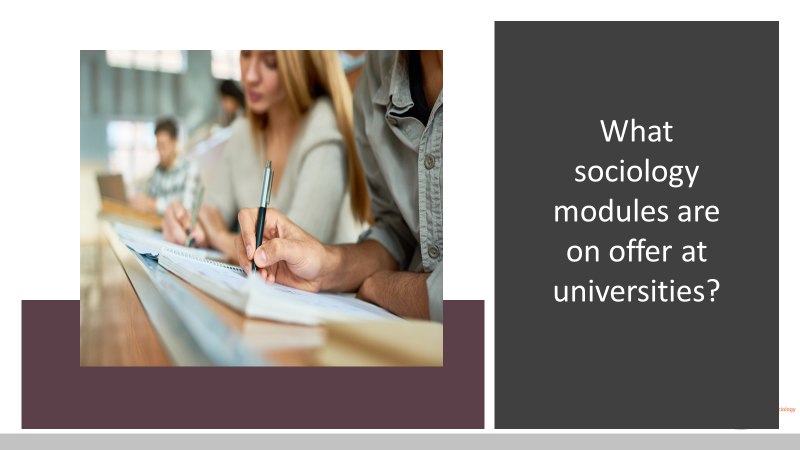 What
sociology
modules are
on offer at
universities?